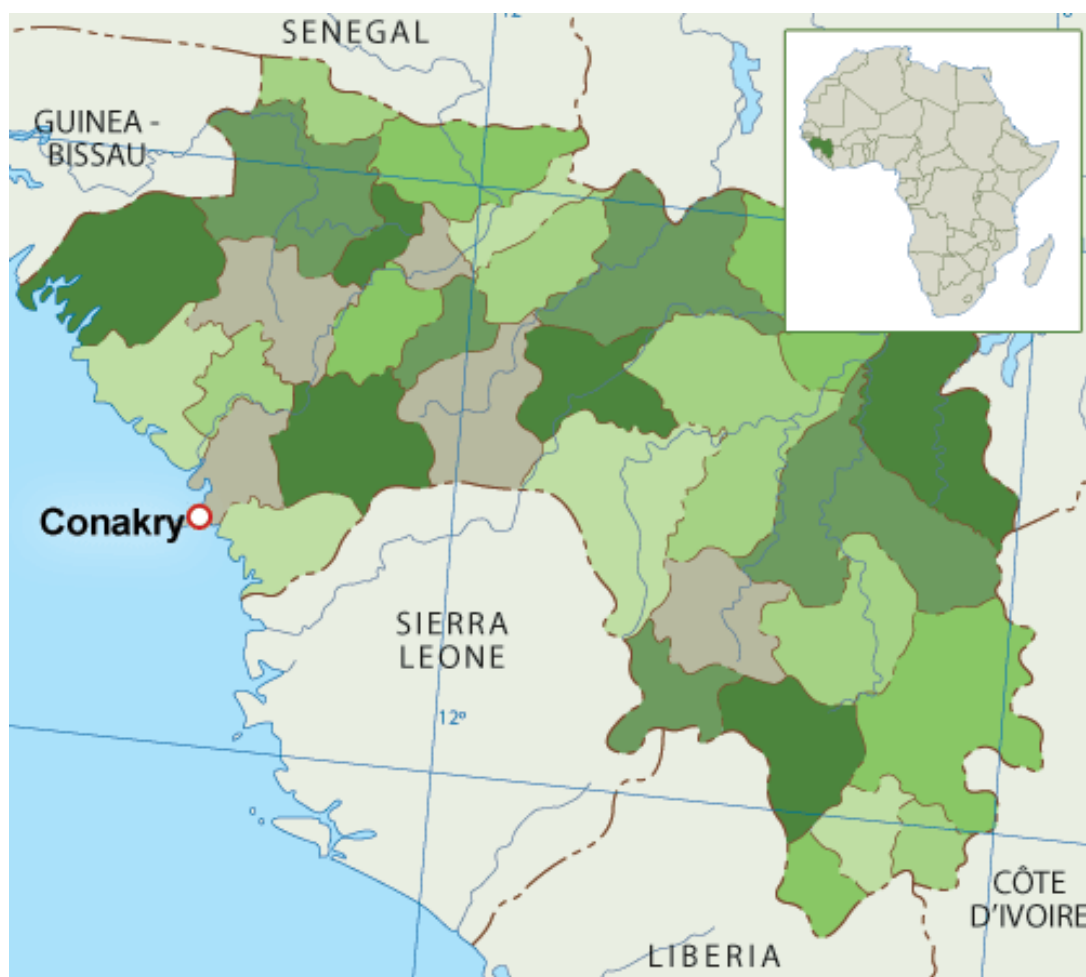 SENEGAL
GUINEA -
BISSAU
Conakry
SIERRA
LEONE
12º
CÔTE
D'IVOIRE
LIBERIA